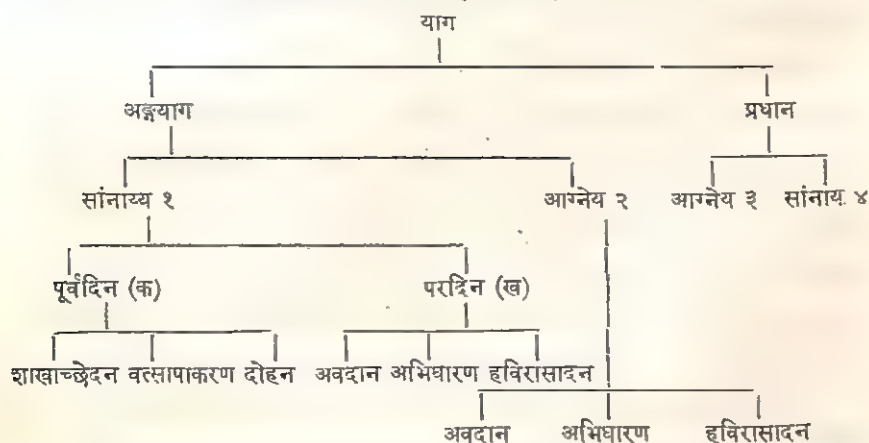 याग
अङ्गयाग प्रधान
सांनाय्य १ आग्नेय २ आग्नेय ३ सांनाय ४
पूर्वदिन (क) परदिन (ख)
शाखाच्छेदन वत्सापाकरण दोहन अवदान अभिघारण हविरासादन
अवदान अभिघारण हविरासादन